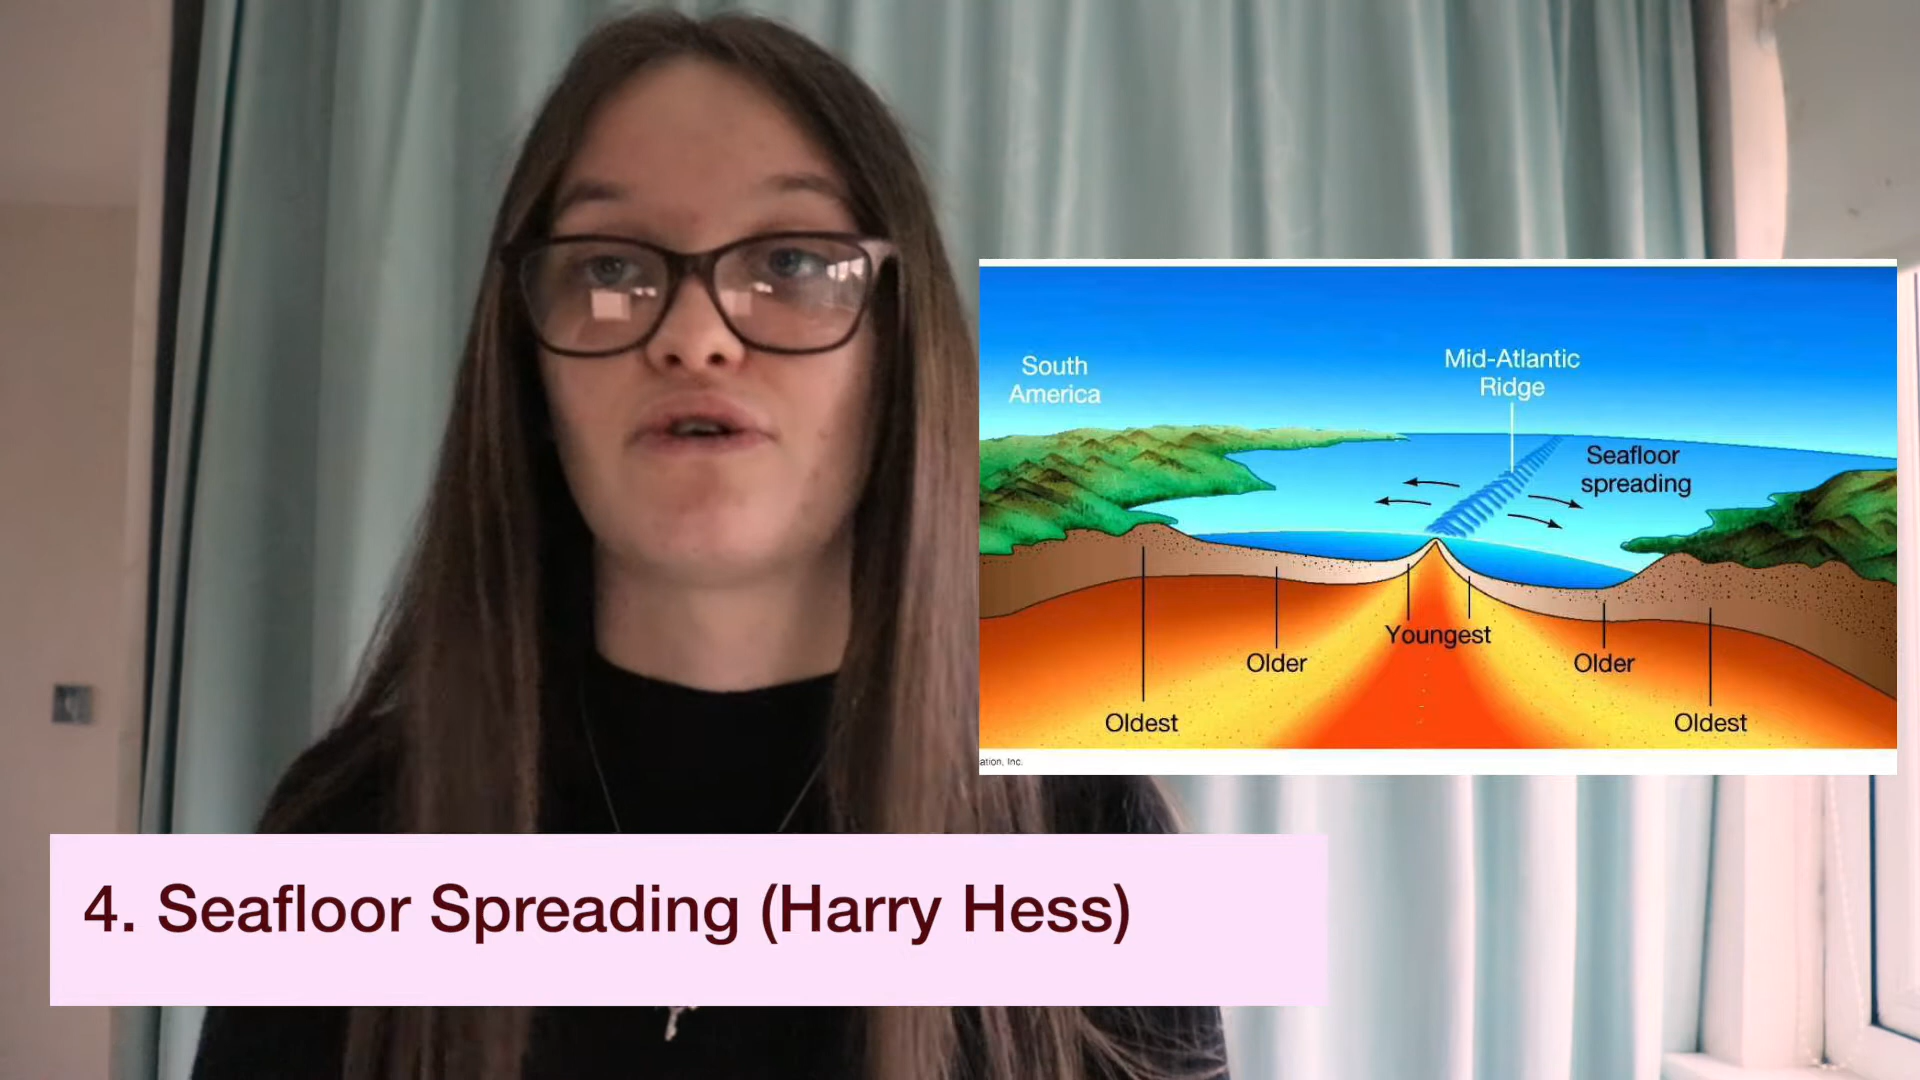 South
America
Mid-Atlantic
Ridge
Seafloor
spreading
Youngest
Older
Older
Oldest
Oldest
ation, Inc.
4. Seafloor Spreading (Harry Hess)